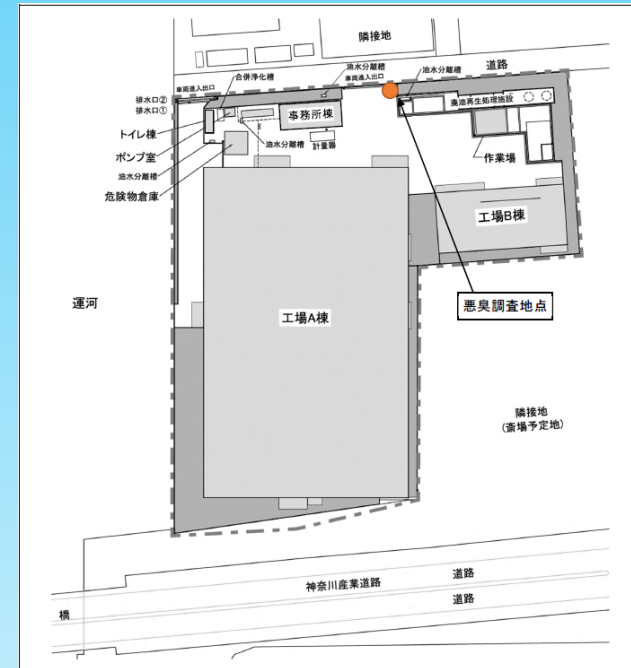 隣接地
道路
油水分離槽
車両進入出口
油水分離槽
合併浄化槽
車両進入出口
廃油再生処理施設
排水口②
排水口①
事務所棟
トイレ棟
油水分離槽
計量器
作業場
ポンプ室
油水分離槽
危険物倉庫
工場B棟
運河
工場A棟
悪臭調査地点
隣接地
(斎場予定地)
神奈川産業道路
道路
道路
橋